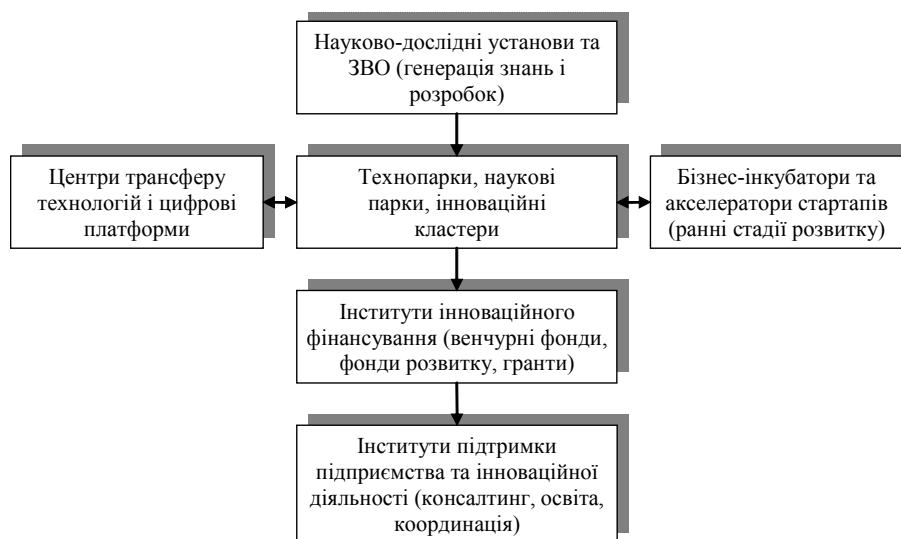 Науково-дослідні установи та
ЗВО (генерація знань і
розробок)
Центри трансферу
технологій і цифрові
платформи
Технопарки, наукові
парки, інноваційні
кластери
Бізнес-інкубатори та
акселератори стартапів
(ранні стадії розвитку)
Інститути інноваційного
фінансування (венчурні фонди,
фонди розвитку, гранти)
Інститути підтримки
підприємства та інноваційної
діяльності (консалтинг, освіта,
координація)